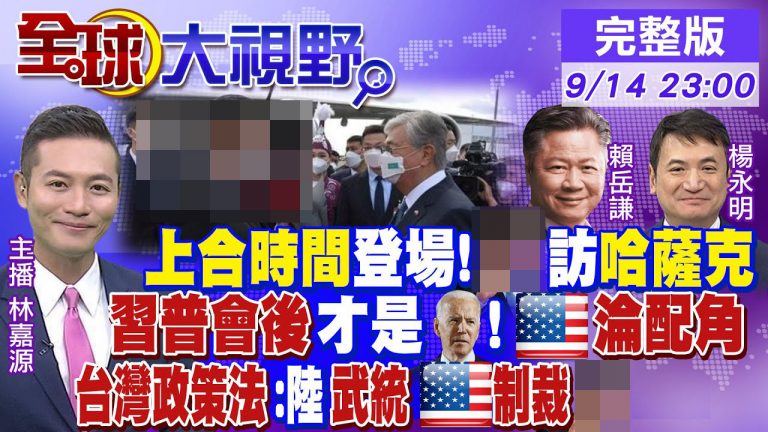 全球大視野
完整版
9/14 23:00
賴岳謙
楊永明
主播 林嘉源
上合時間登場! 訪哈薩克
習普會後才是 ! 淪配角
台灣政策法:陸武統 制裁